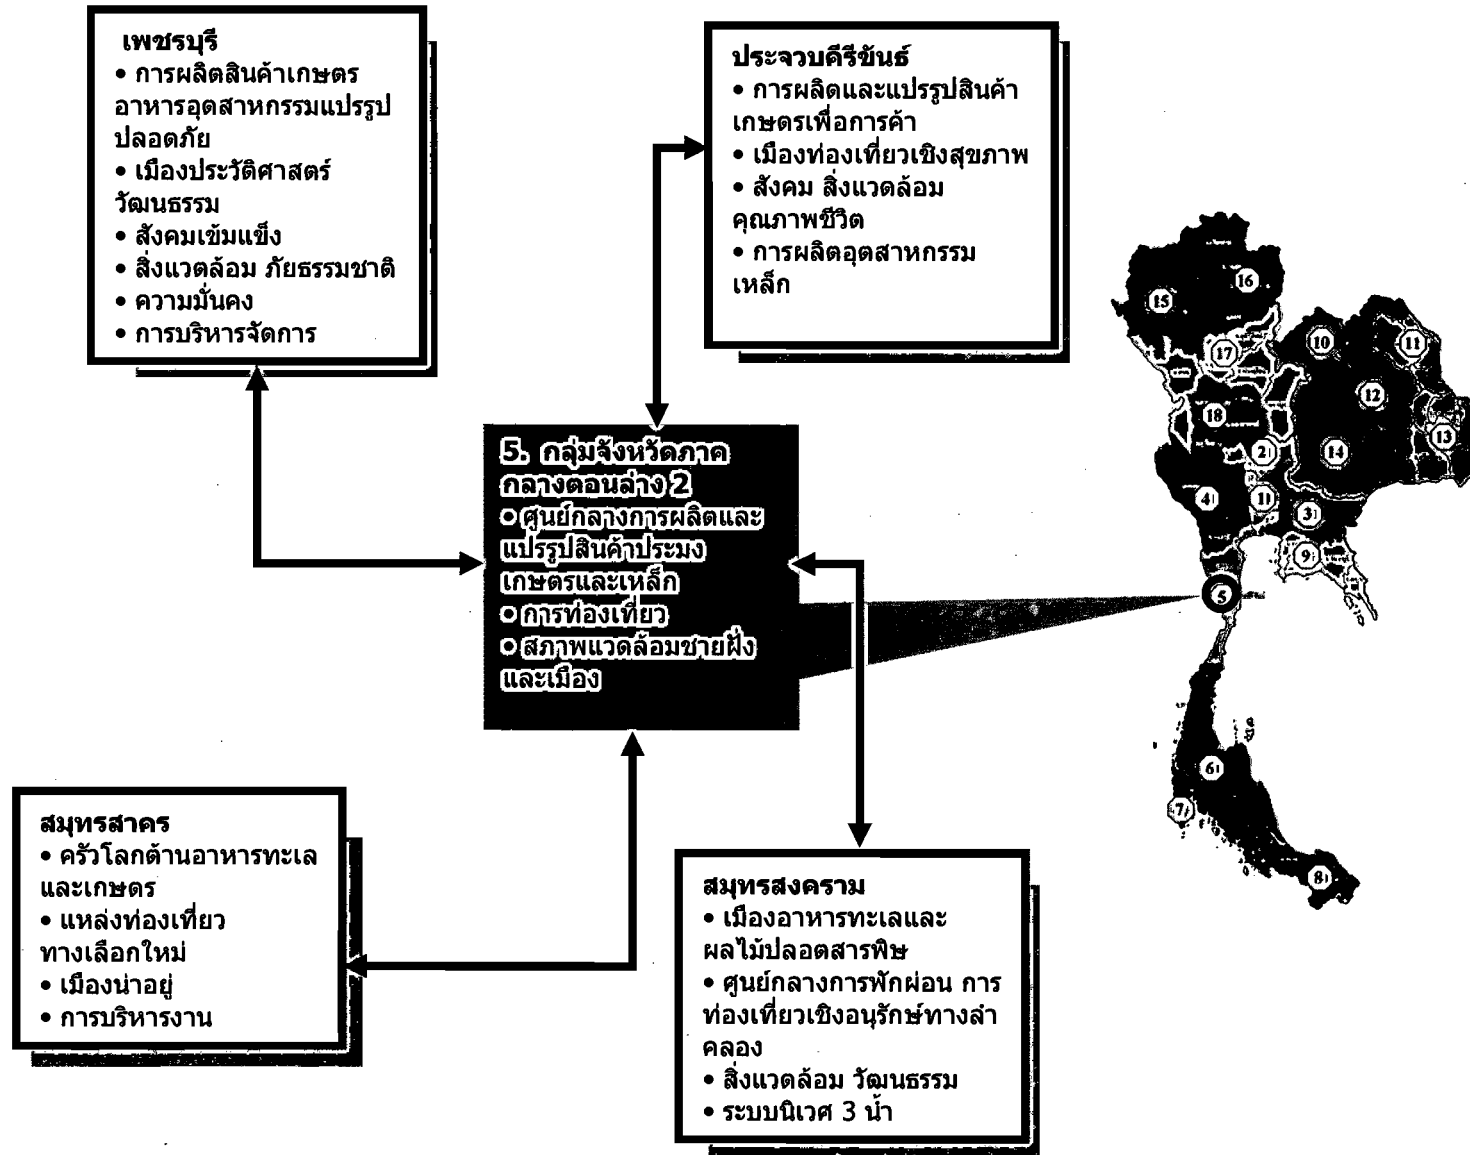 เพชรบุรี
• การผลิตสินค้าเกษตร
อาหารอุตสาหกรรมแปรรูป
ปลอดภัย
• เมืองประวัติศาสตร์
วัฒนธรรม
• สังคมเข้มแข็ง
• สิ่งแวดล้อม ภัยธรรมชาติ
• ความมั่นคง
• การบริหารจัดการ
ประจวบคีรีขันธ์
• การผลิตและแปรรูปสินค้า
เกษตรเพื่อการค้า
• เมืองท่องเที่ยวเชิงสุขภาพ
• สังคม สิ่งแวดล้อม
คุณภาพชีวิต
• การผลิตอุตสาหกรรม
เหล็ก
5. กลุ่มจังหวัดภาค
กลางตอนล่าง 2
• ศูนย์กลางการผลิตและ
แปรรูปสินค้าประมง
เกษตรและเหล็ก
• การท่องเที่ยว
• สภาพแวดล้อมชายฝั่ง
และเมือง
สมุทรสาคร
• ครัวโลกด้านอาหารทะเล
และเกษตร
• แหล่งท่องเที่ยว
ทางเลือกใหม่
• เมืองน่าอยู่
• การบริหารงาน
สมุทรสงคราม
• เมืองอาหารทะเลและ
ผลไม้ปลอดสารพิษ
• ศูนย์กลางการพักผ่อน การ
ท่องเที่ยวเชิงอนุรักษ์ทางลำ
คลอง
• สิ่งแวดล้อม วัฒนธรรม
• ระบบนิเวศ 3 น้ำ
16
15
10
11
17
12
18
13
2
14
4
1
3
9
5
6
7
8